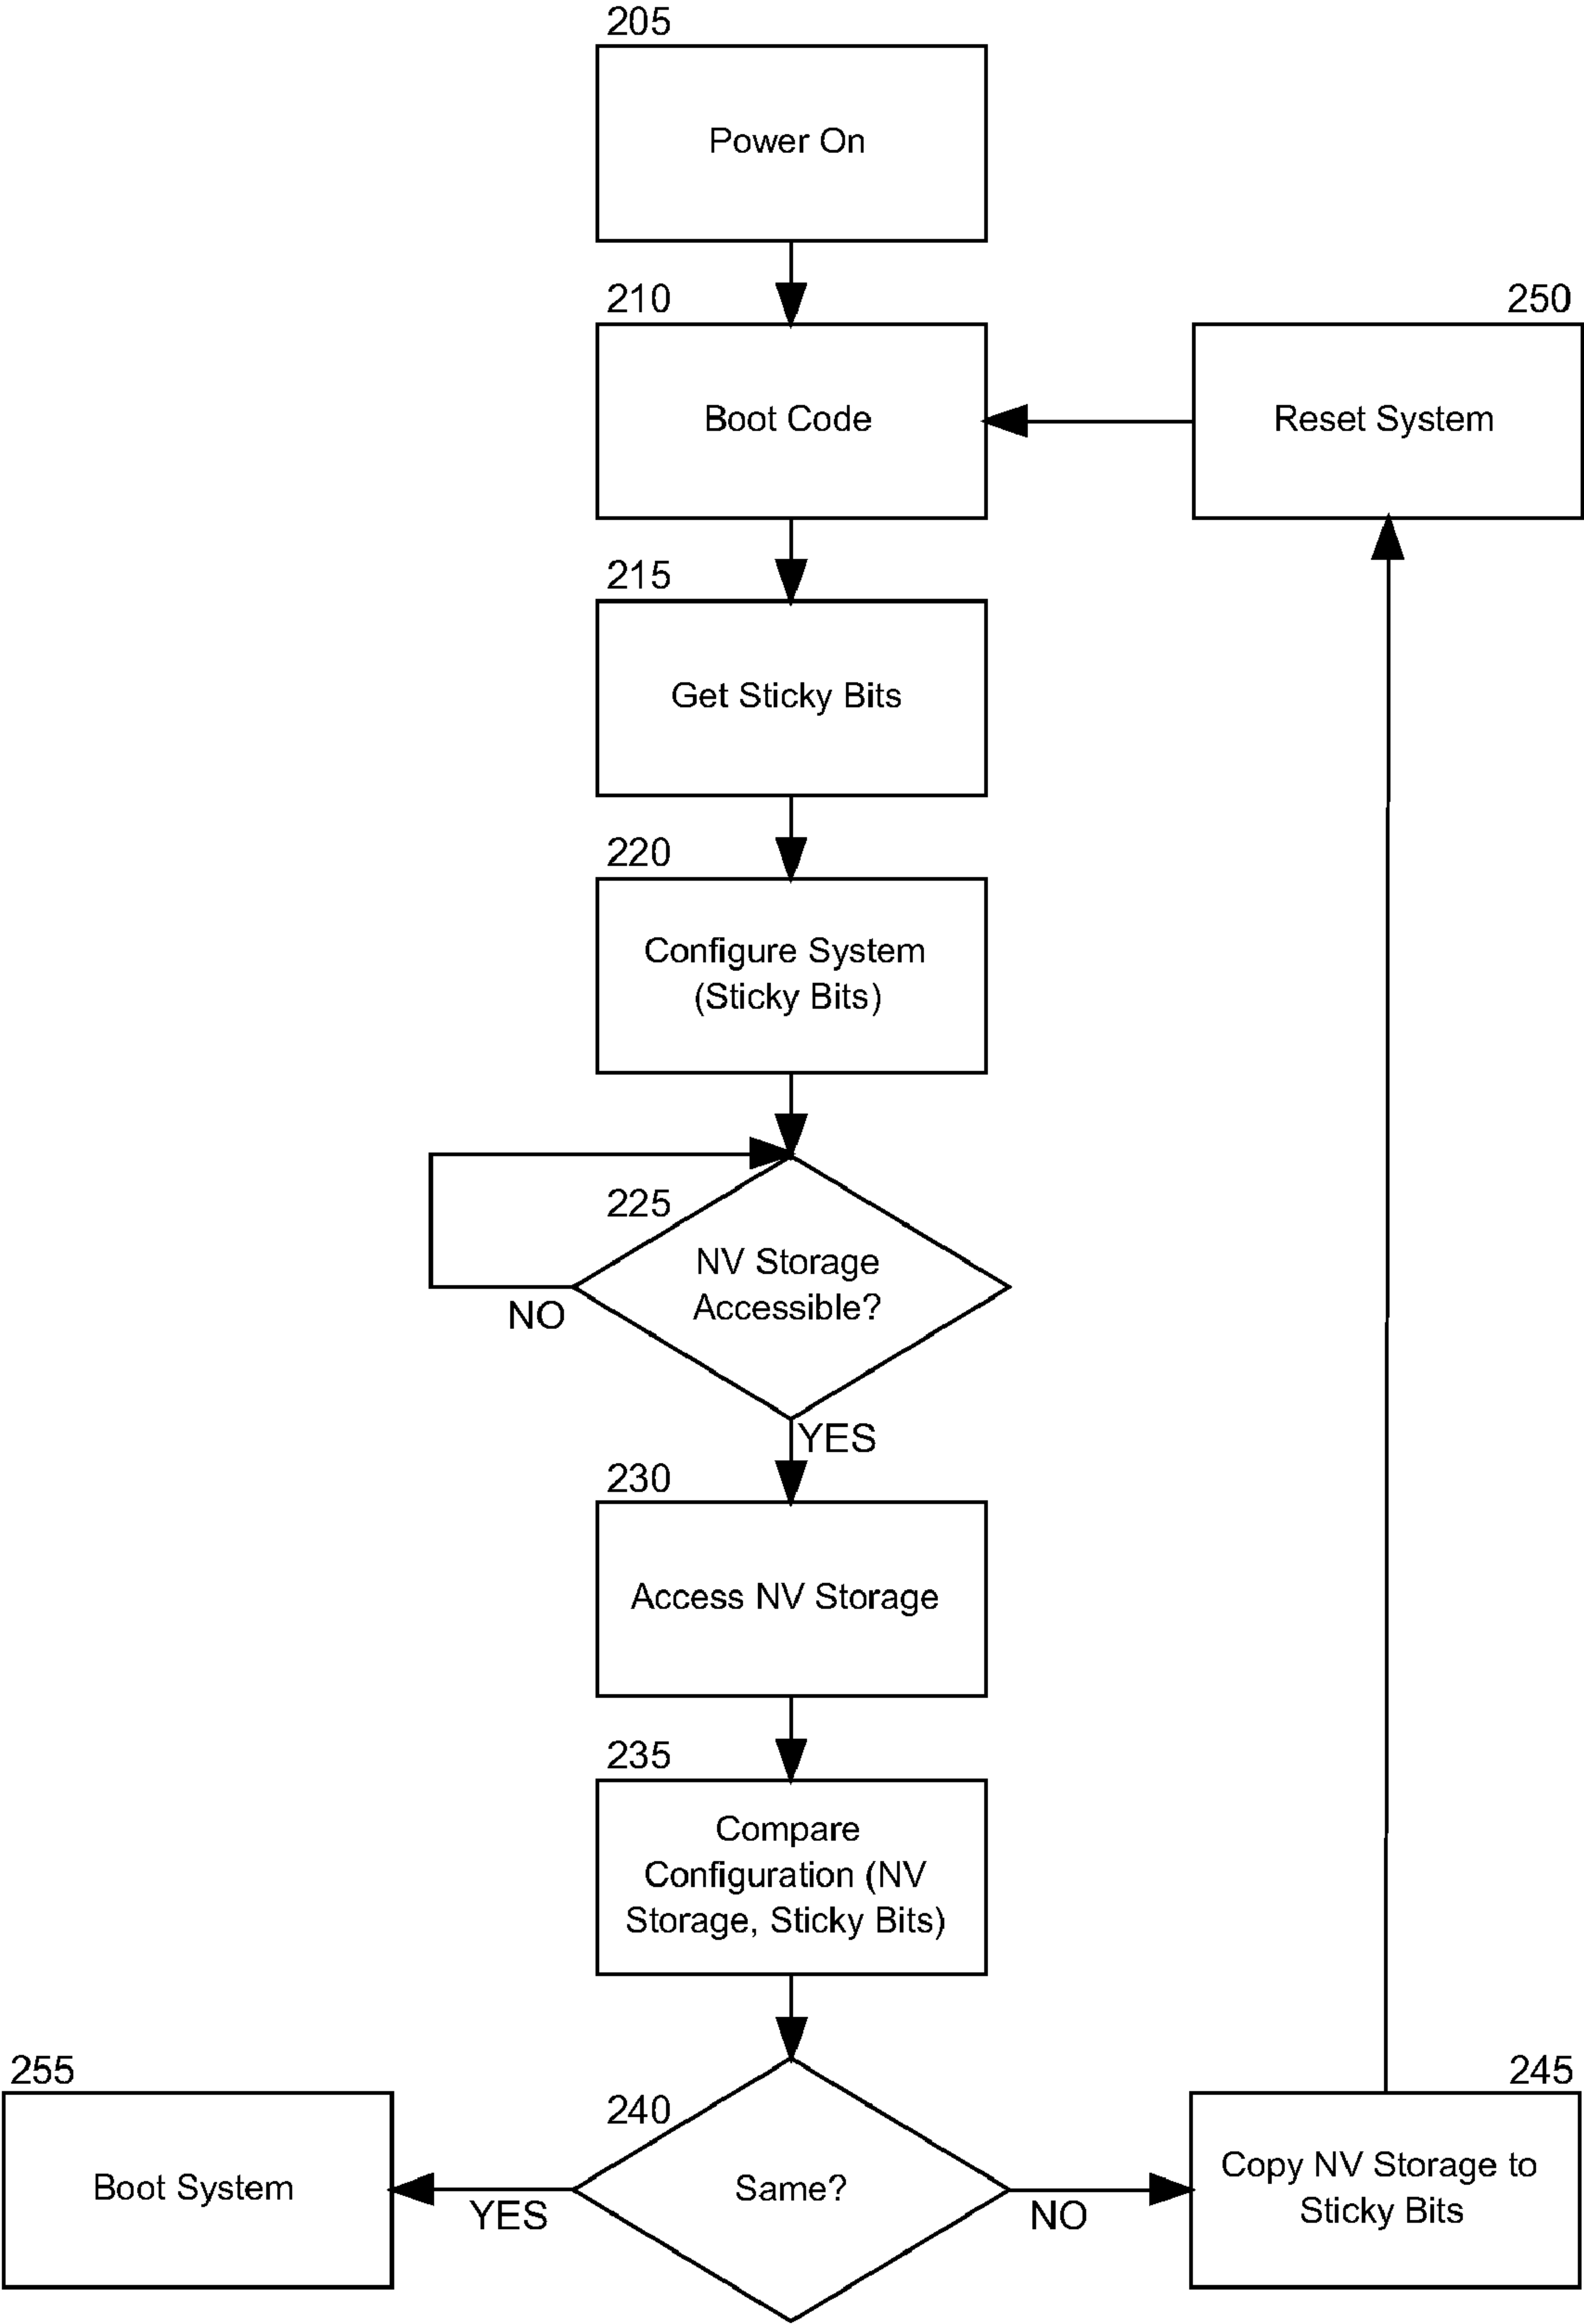 205
Power On
210
250
Boot Code
Reset System
215
Get Sticky Bits
220
Configure System
(Sticky Bits)
225
NV Storage
Accessible?
NO
YES
230
Access NV Storage
235
Compare
Configuration (NV
Storage, Sticky Bits)
255
240
245
Boot System
YES
Same?
NO
Copy NV Storage to
Sticky Bits